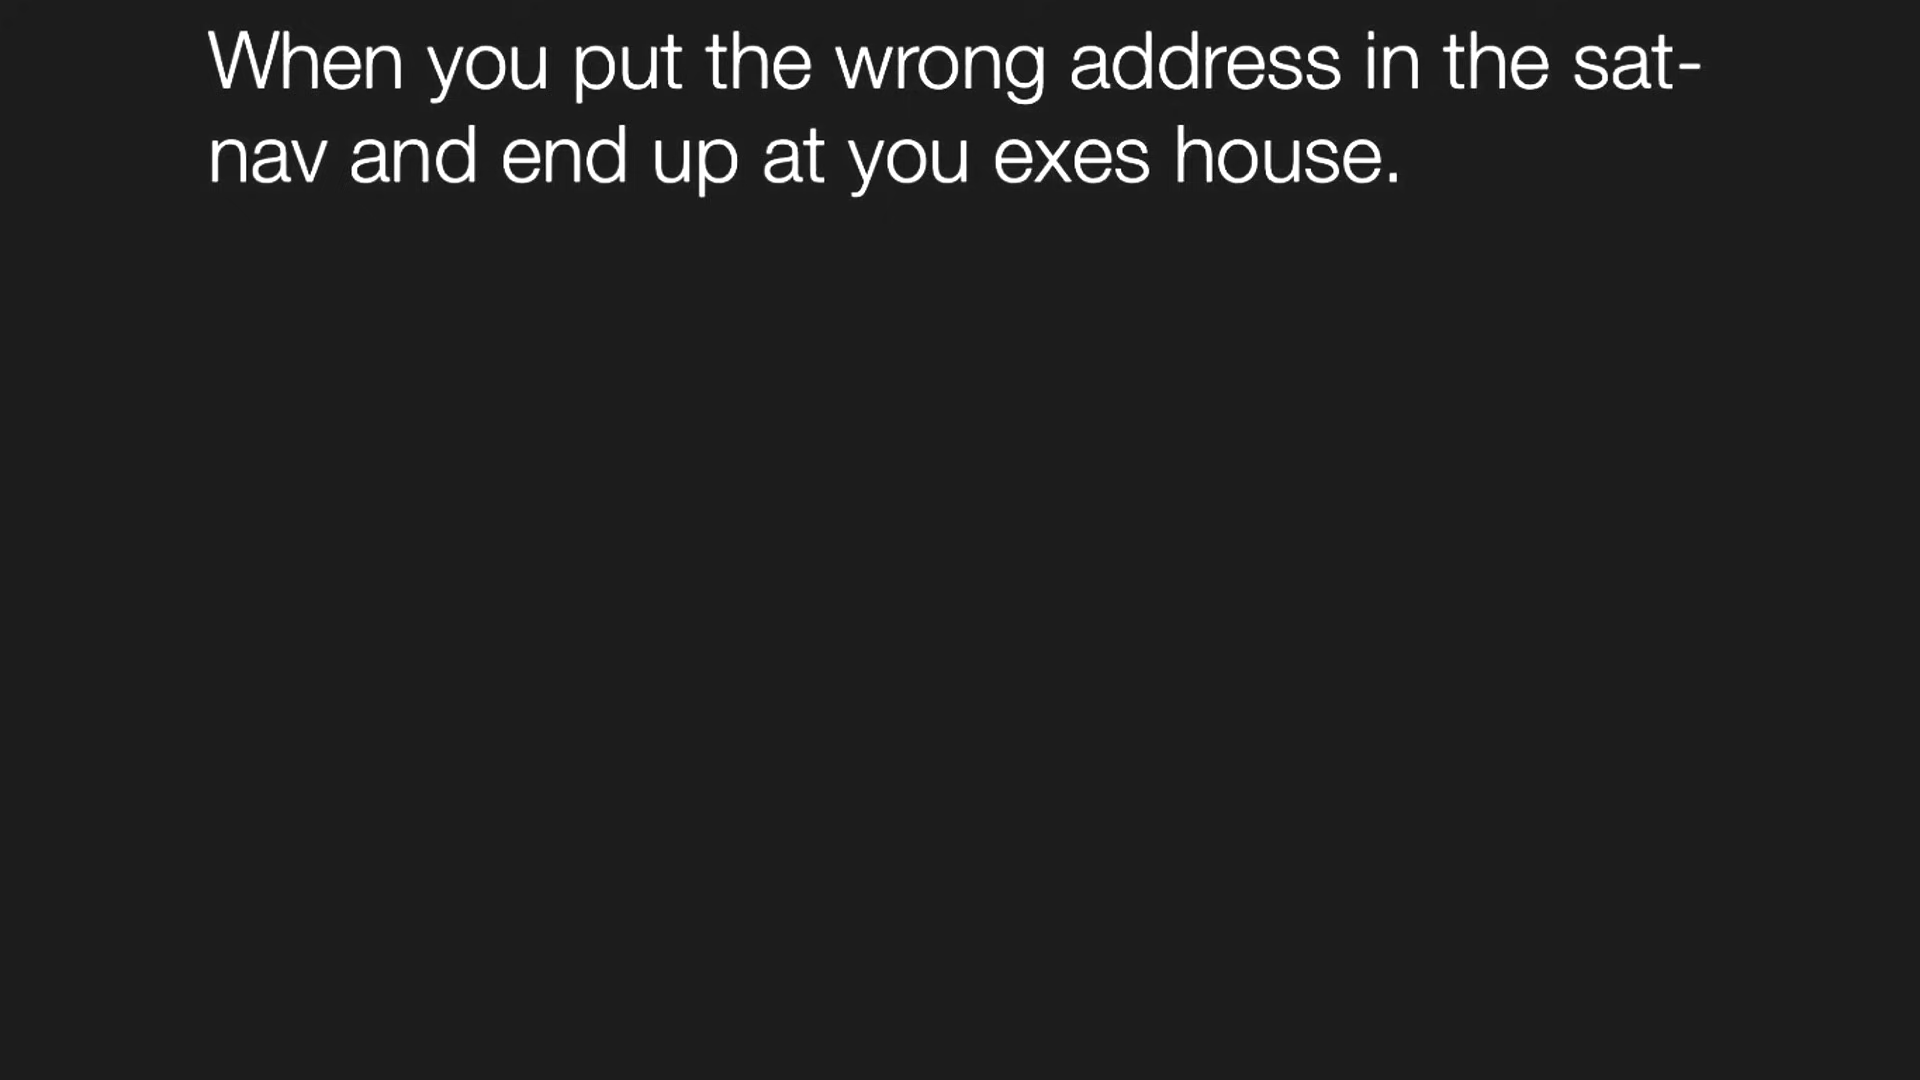 When you put the wrong address in the sat-
nav and end up at you exes house.